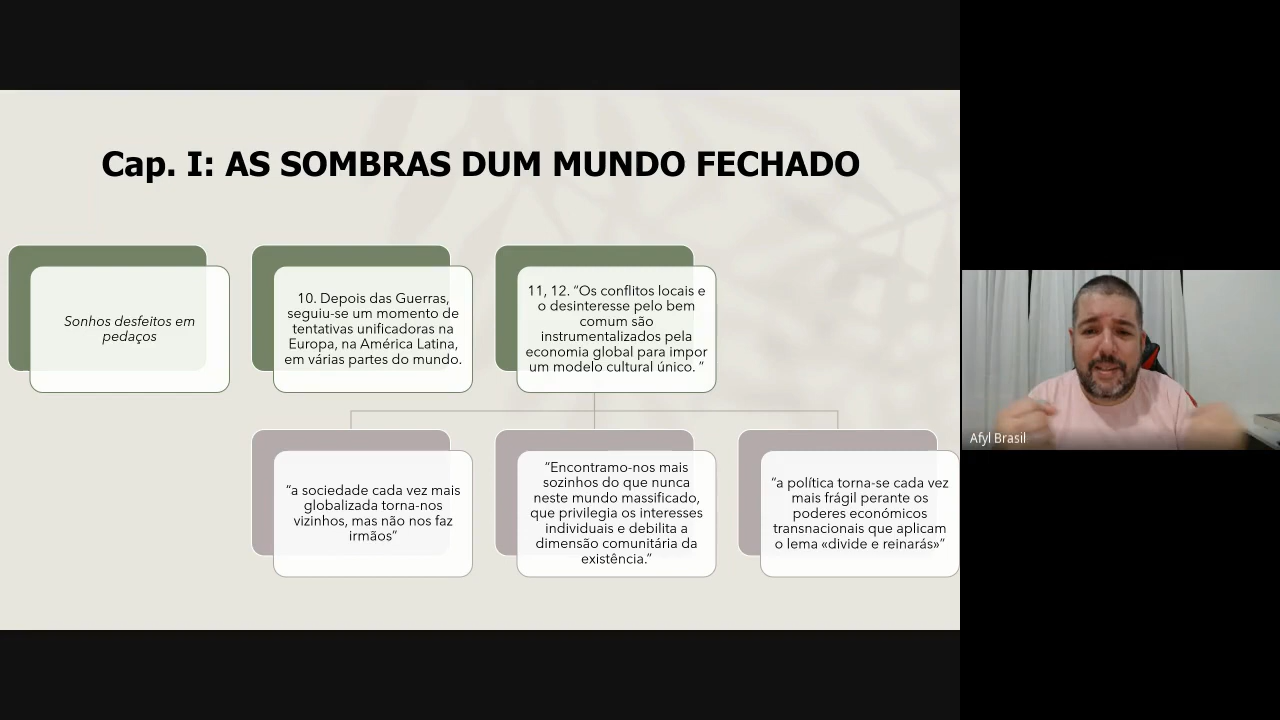 Cap. I: AS SOMBRAS DUM MUNDO FECHADO
Sonhos desfeitos em
pedaços
10. Depois das Guerras,
seguiu-se um momento de
tentativas unificadoras na
Europa, na América Latina,
em várias partes do mundo.
11, 12. “Os conflitos locais e
o desinteresse pelo bem
comum são
instrumentalizados pela
economia global para impor
um modelo cultural único. ”
“a sociedade cada vez mais
globalizada torna-nos
vizinhos, mas não nos faz
irmãos”
“Encontramo-nos mais
sozinhos do que nunca
neste mundo massificado,
que privilegia os interesses
individuais e debilita a
dimensão comunitária da
existência.”
“a política torna-se cada vez
mais frágil perante os
poderes económicos
transnacionais que aplicam
o lema «divide e reinarás»”
Afyl Brasil